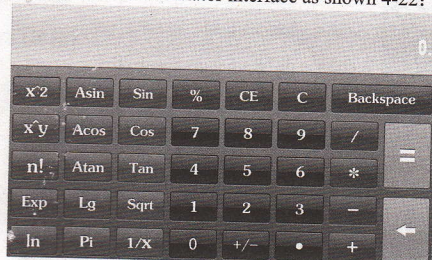 interface as shown 4-22?
0.
x^2 Asin Sin % CE C Backspace
x^y Acos Cos 7 8 9 / =
n! Atan Tan 4 5 6 *
Exp Lg Sqrt 1 2 3 − ←
ln Pi 1/X 0 +/− • +